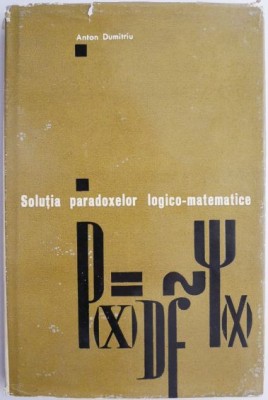 Anton Dumitriu
Soluția paradoxelor logico-matematice
P(x) = Df ~Ψ(x)